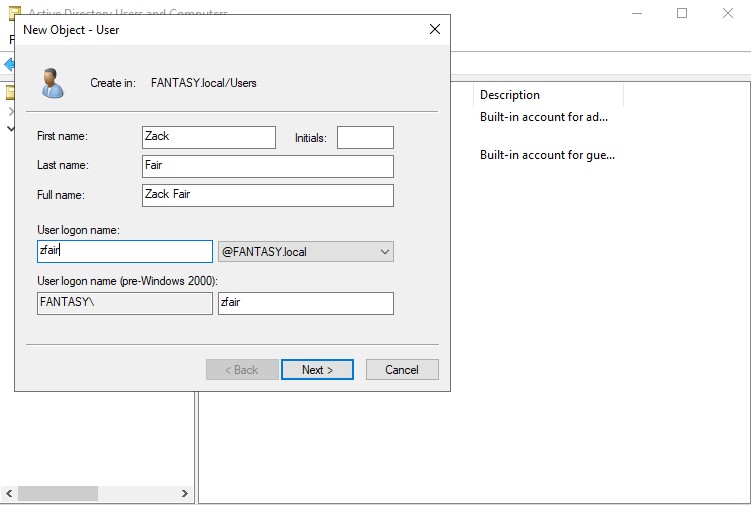 Active Directory Users and Computers
New Object - User
Create in: FANTASY.local/Users
First name: Zack Initials:
Last name: Fair
Full name: Zack Fair
User logon name:
zfair @FANTASY.local
User logon name (pre-Windows 2000):
FANTASY\ zfair
< Back Next > Cancel
Description
Built-in account for ad...
Built-in account for gue...